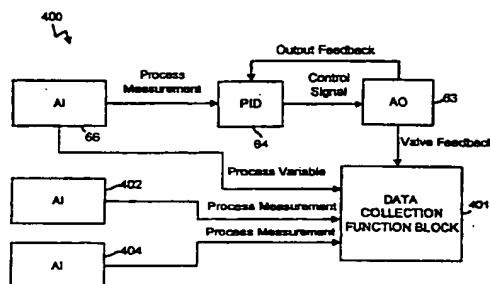 400
Output Feedback
Process
Measurement
Control
Signal
AI
PID
AO
66
64
63
Valve Feedback
Process Variable
AI
402
Process Measurement
DATA
COLLECTION
FUNCTION BLOCK
401
Process Measurement
AI
404